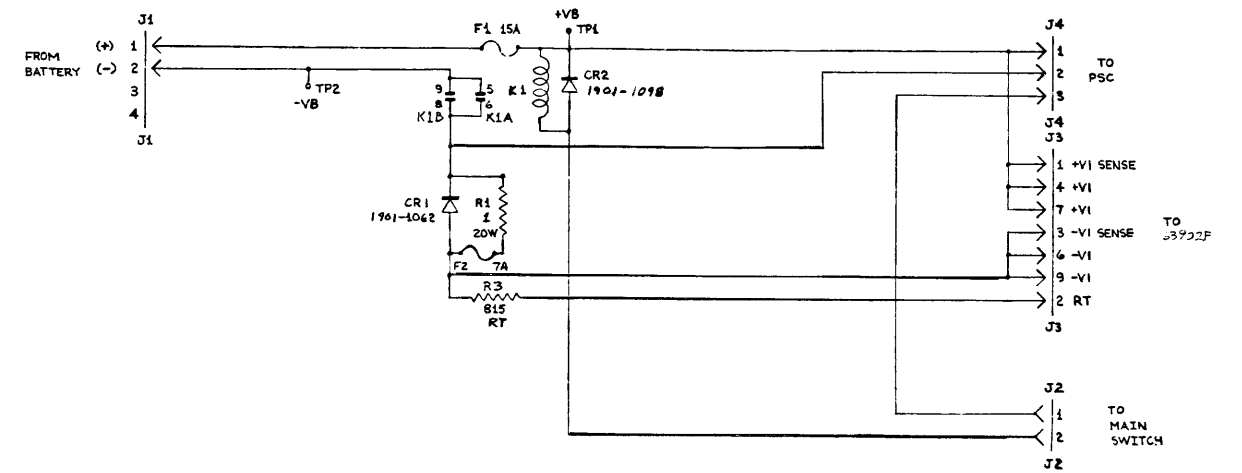 J1
FROM
BATTERY
(+) 1
(-) 2
3
4
J1
TP2
-VB
F1 15A
+VB
TP1
K1
CR2
1901-1098
9
8
K1B
5
6
K1A
CR1
1901-1062
R1
1
20W
F2 7A
R3
815
RT
J4
1
2
3
TO
PSC
J4
J3
1 +V1 SENSE
4 +V1
7 +V1
3 -V1 SENSE
6 -V1
9 -V1
2 RT
J3
TO
J2
1
2
TO
MAIN
SWITCH
J2